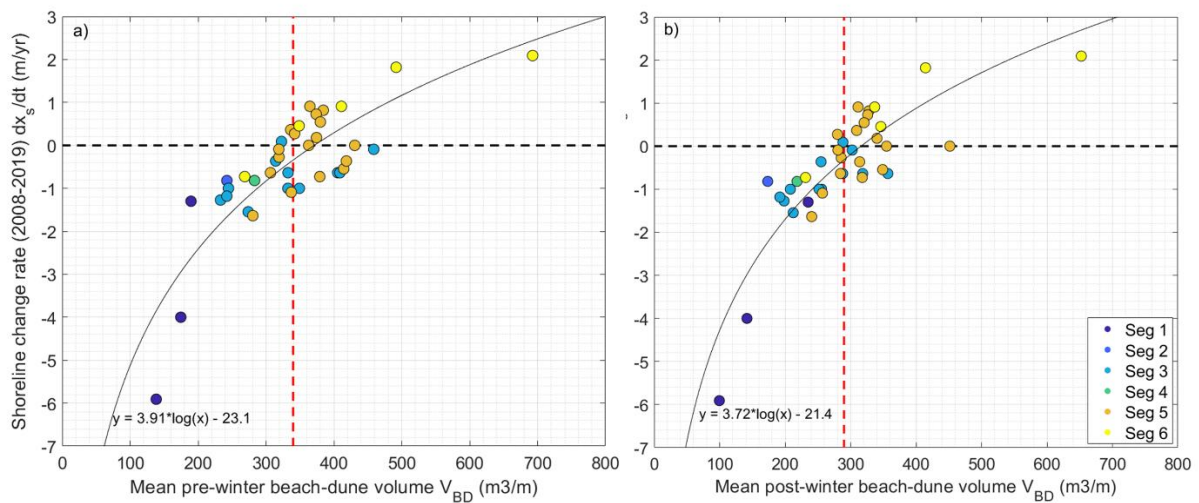 Shoreline change rate (2008-2019) dxs/dt (m/yr)
3
2
1
0
-1
-2
-3
-4
-5
-6
-7
a)
y = 3.91*log(x) - 23.1
0 100 200 300 400 500 600 700 800
Mean pre-winter beach-dune volume VBD (m3/m)
3
2
1
0
-1
-2
-3
-4
-5
-6
-7
b)
y = 3.72*log(x) - 21.4
Seg 1
Seg 2
Seg 3
Seg 4
Seg 5
Seg 6
0 100 200 300 400 500 600 700 800
Mean post-winter beach-dune volume VBD (m3/m)